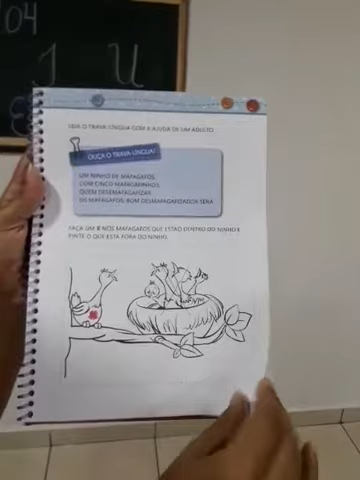 04
J U
LEIA O TRAVA-LÍNGUA COM A AJUDA DE UM ADULTO.
OUÇA O TRAVA-LÍNGUA!
UM NINHO DE MAFAGAFOS,
COM CINCO MAFAGAFINHOS,
QUEM DESMAFAGAFIZAR
OS MAFAGAFOS, BOM DESMAFAGAFIZADOR SERÁ.
FAÇA UM X NOS MAFAGAFOS QUE ESTÃO DENTRO DO NINHO E
PINTE O QUE ESTÁ FORA DO NINHO.